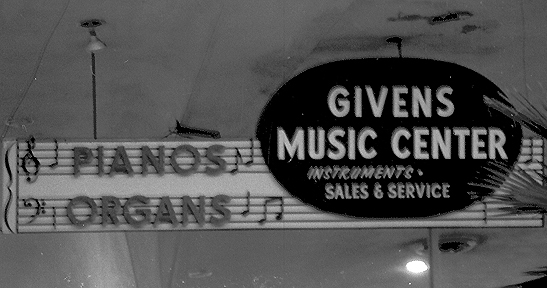 PIANOS
ORGANS
GIVENS
MUSIC CENTER
INSTRUMENTS •
SALES & SERVICE